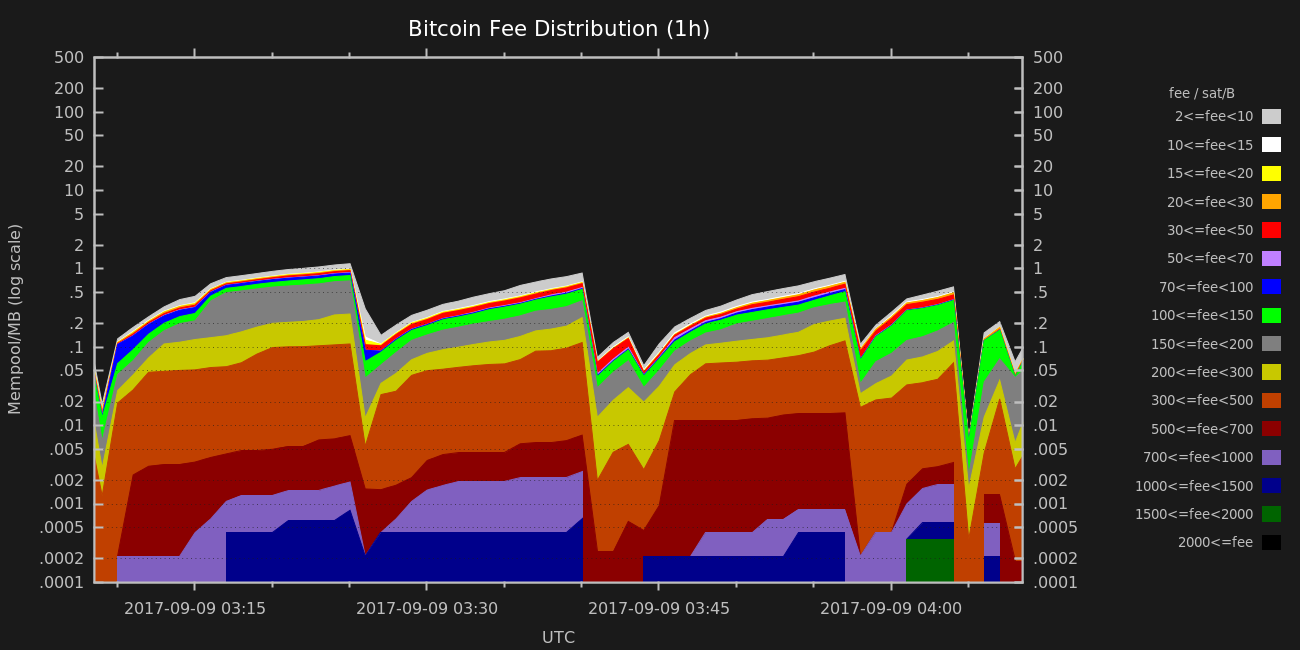 Bitcoin Fee Distribution (1h)
500 500
200 200
100 100
50 50
20 20
10 10
5 5
2 2
1 1
.5 .5
.2 .2
.1 .1
.05 .05
.02 .02
.01 .01
.005 .005
.002 .002
.001 .001
.0005 .0005
.0002 .0002
.0001 .0001
Mempool/MB (log scale)
2017-09-09 03:15 2017-09-09 03:30 2017-09-09 03:45 2017-09-09 04:00
UTC
fee / sat/B
2<=fee<10
10<=fee<15
15<=fee<20
20<=fee<30
30<=fee<50
50<=fee<70
70<=fee<100
100<=fee<150
150<=fee<200
200<=fee<300
300<=fee<500
500<=fee<700
700<=fee<1000
1000<=fee<1500
1500<=fee<2000
2000<=fee